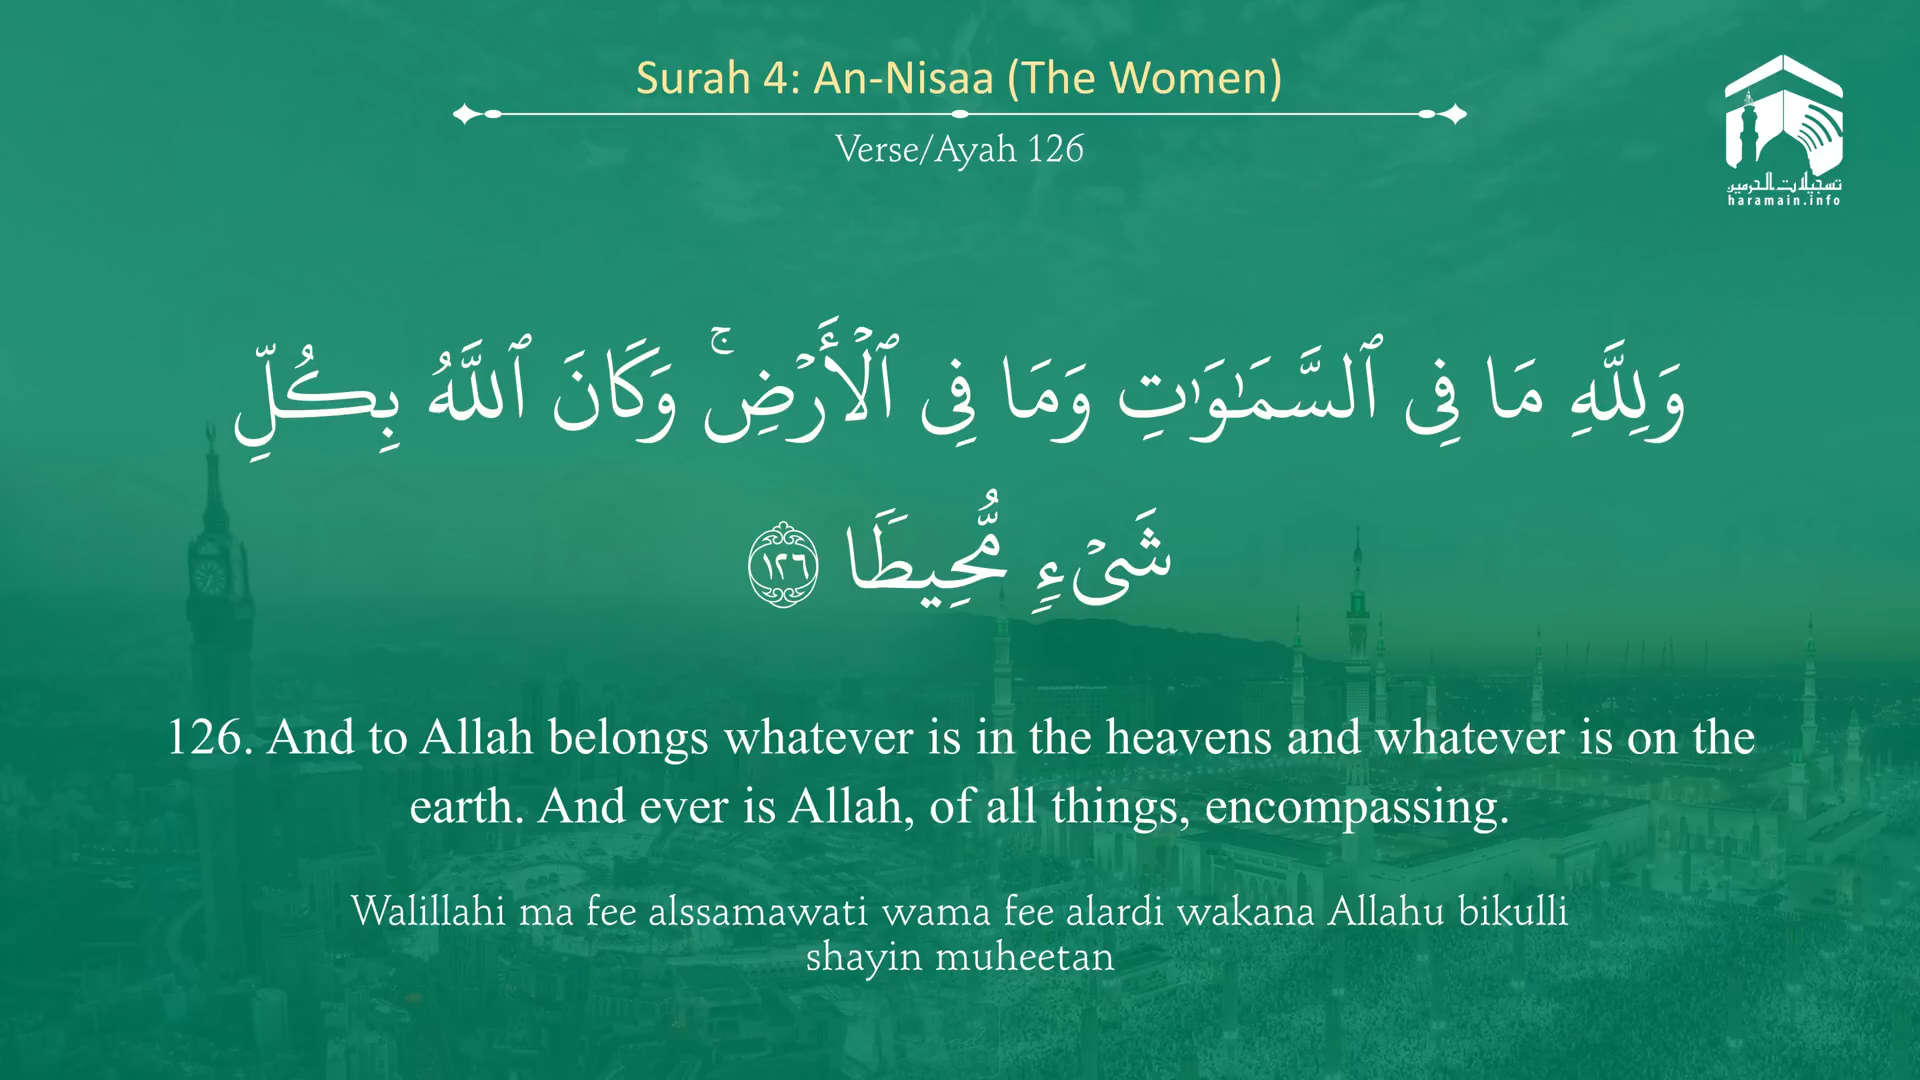 Surah 4: An-Nisaa (The Women)
Verse/Ayah 126
تسجيلات الحرمين
haramain.info
وَلِلَّهِ مَا فِى ٱلسَّمَـٰوَٰتِ وَمَا فِى ٱلْأَرْضِ ۚ وَكَانَ ٱللَّهُ بِكُلِّ
شَىْءٍ مُّحِيطًا ١٢٦
126. And to Allah belongs whatever is in the heavens and whatever is on the
earth. And ever is Allah, of all things, encompassing.
Walillahi ma fee alssamawati wama fee alardi wakana Allahu bikulli
shayin muheetan